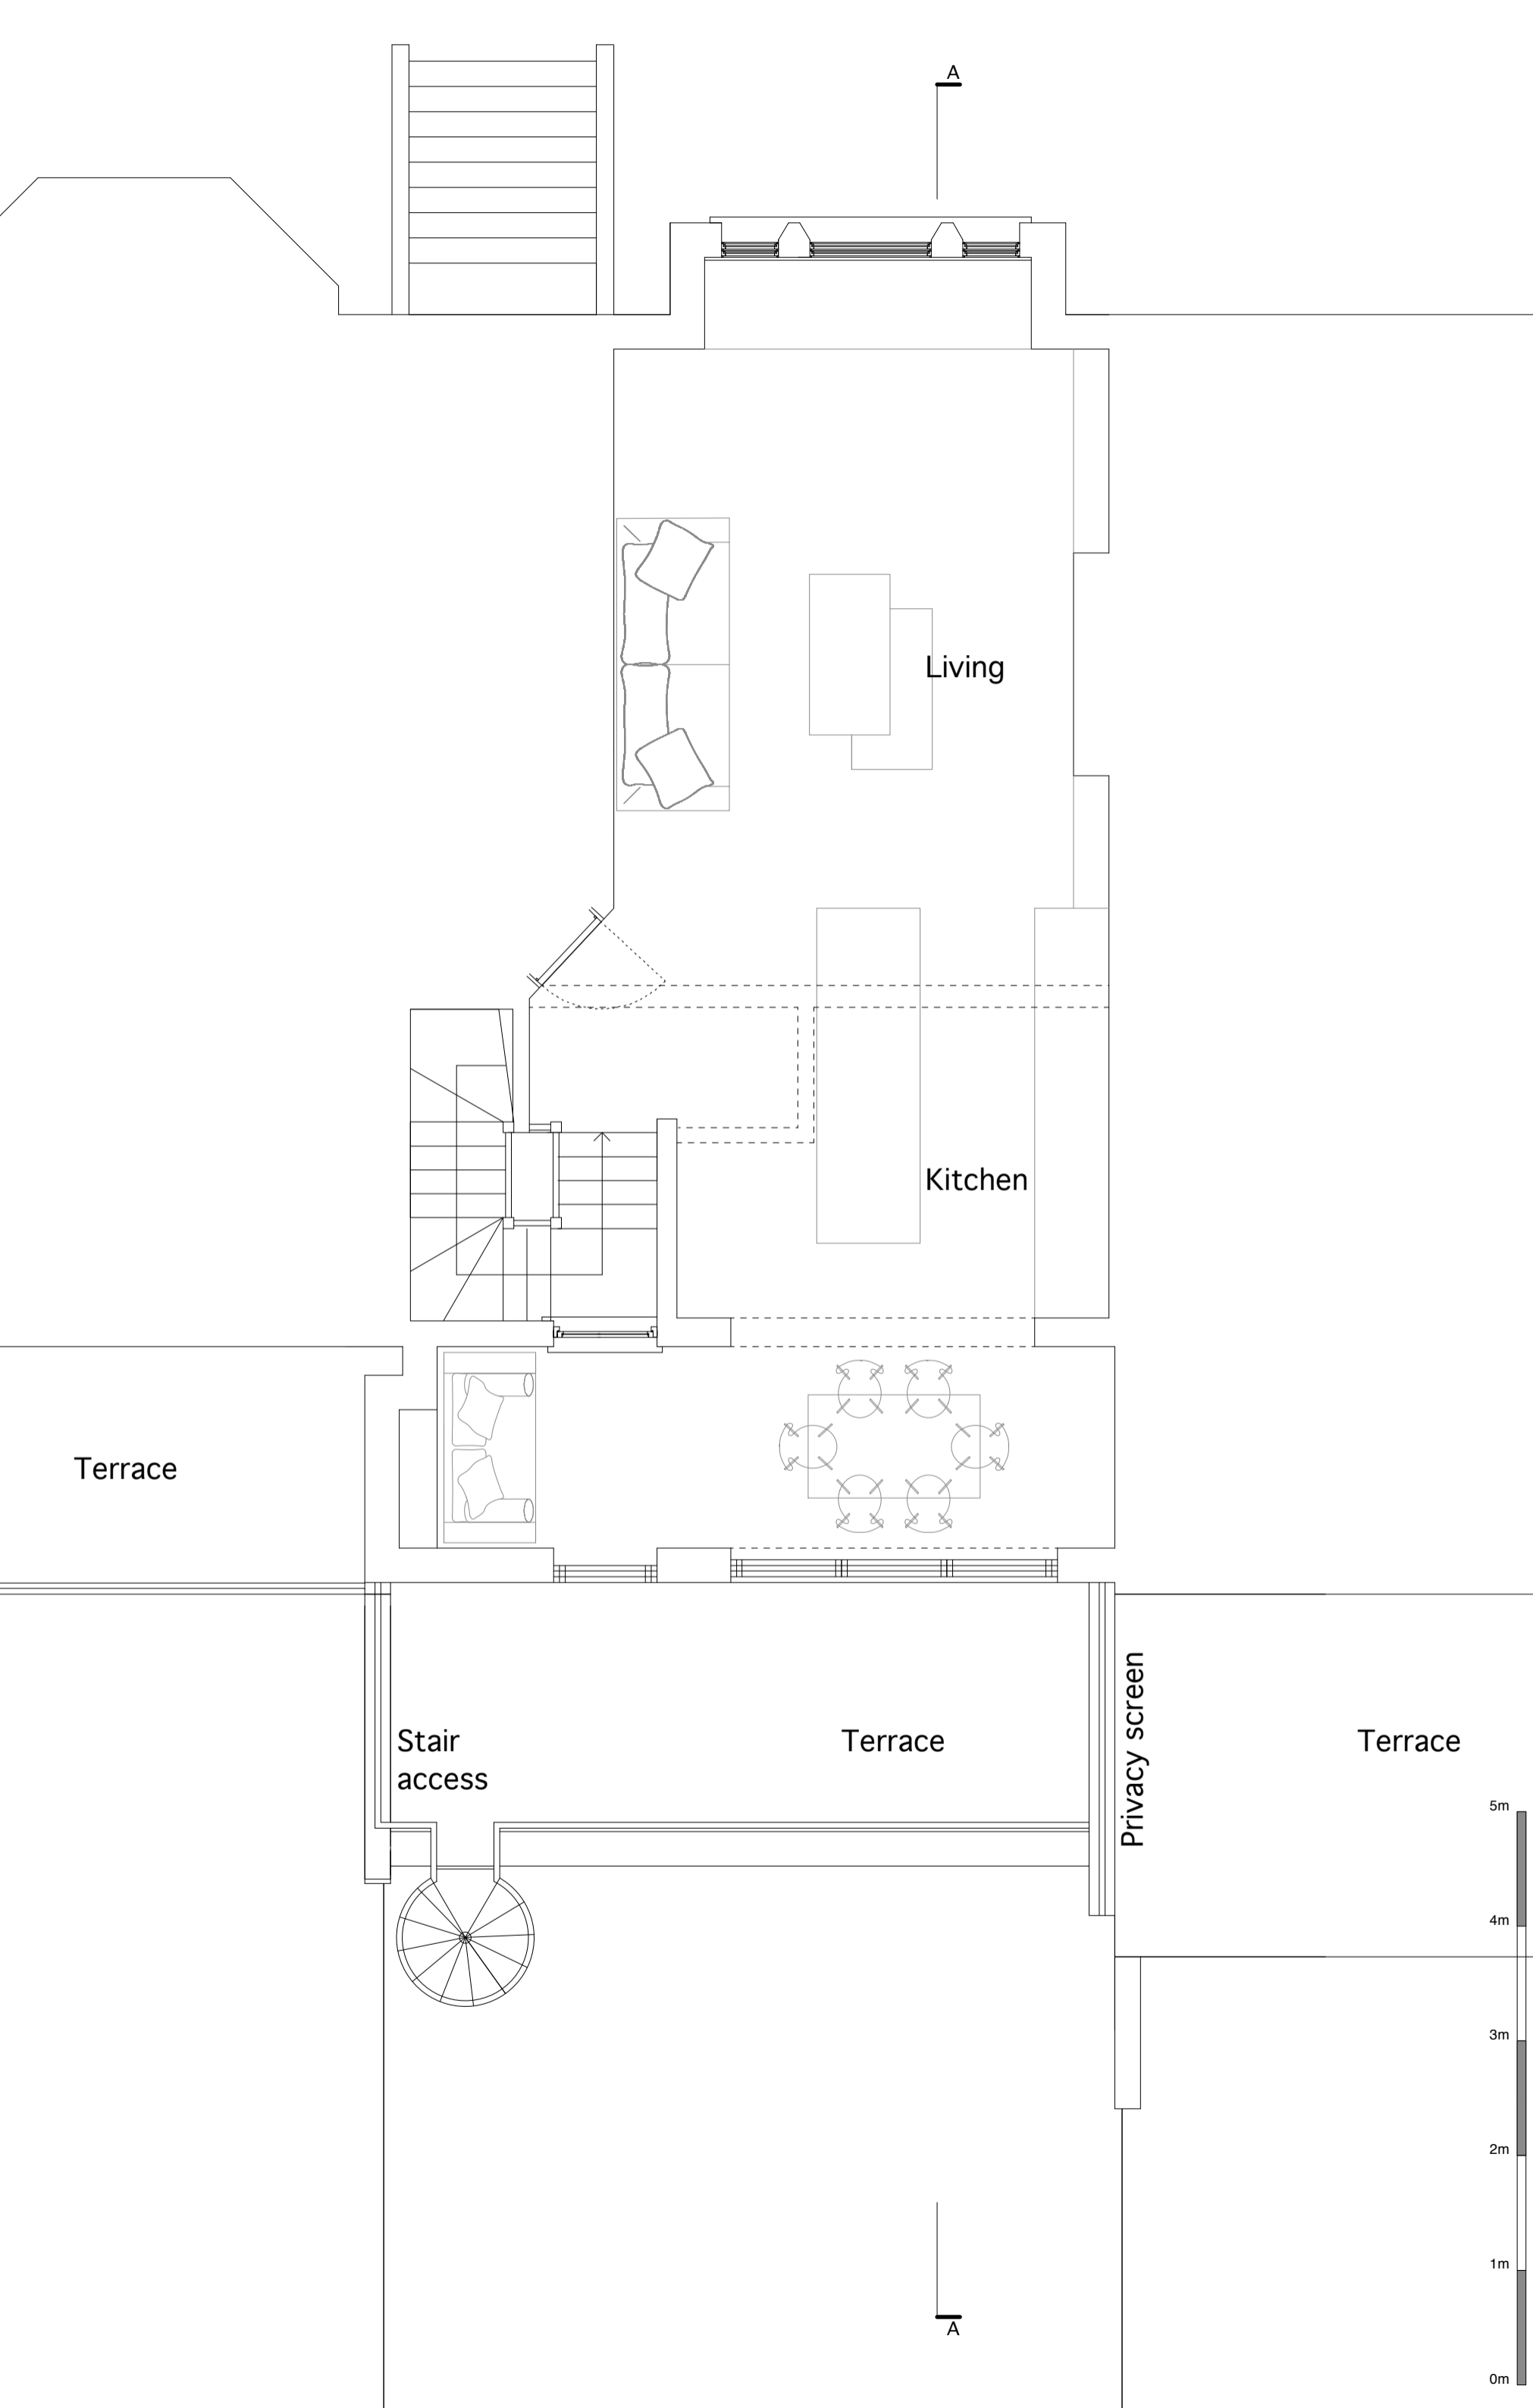 A
Living
Kitchen
Terrace
Stair
access
Terrace
Privacy screen
Terrace
5m
4m
3m
2m
1m
0m
A